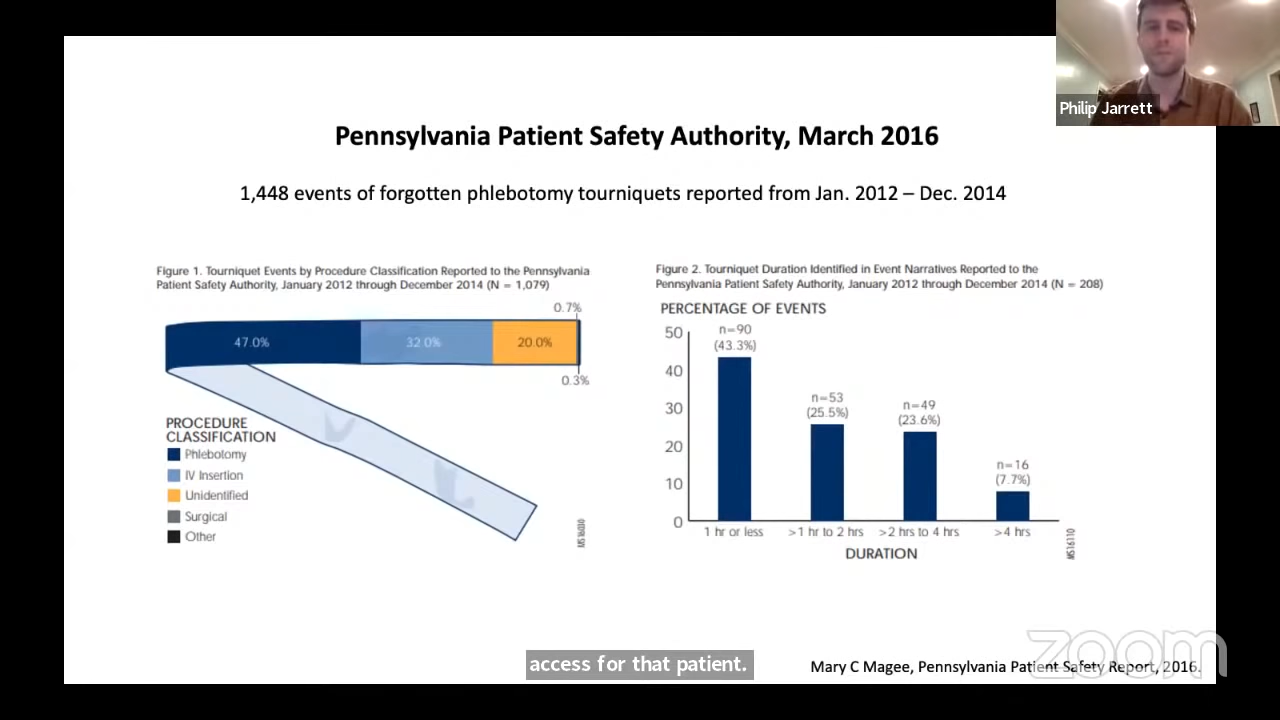 Philip Jarrett
Pennsylvania Patient Safety Authority, March 2016
1,448 events of forgotten phlebotomy tourniquets reported from Jan. 2012 – Dec. 2014
Figure 1. Tourniquet Events by Procedure Classification Reported to the Pennsylvania
Patient Safety Authority, January 2012 through December 2014 (N = 1,079)
0.7%
47.0%
32.0%
20.0%
0.3%
PROCEDURE
CLASSIFICATION
Phlebotomy
IV Insertion
Unidentified
Surgical
Other
MS16030
Figure 2. Tourniquet Duration Identified in Event Narratives Reported to the
Pennsylvania Patient Safety Authority, January 2012 through December 2014 (N = 208)
PERCENTAGE OF EVENTS
50
40
30
20
10
0
n=90
(43.3%)
n=53
(25.5%)
n=49
(23.6%)
n=16
(7.7%)
1 hr or less
>1 hr to 2 hrs
>2 hrs to 4 hrs
>4 hrs
DURATION
MS16110
access for that patient.
Mary C Magee, Pennsylvania Patient Safety Report, 2016.
zoom